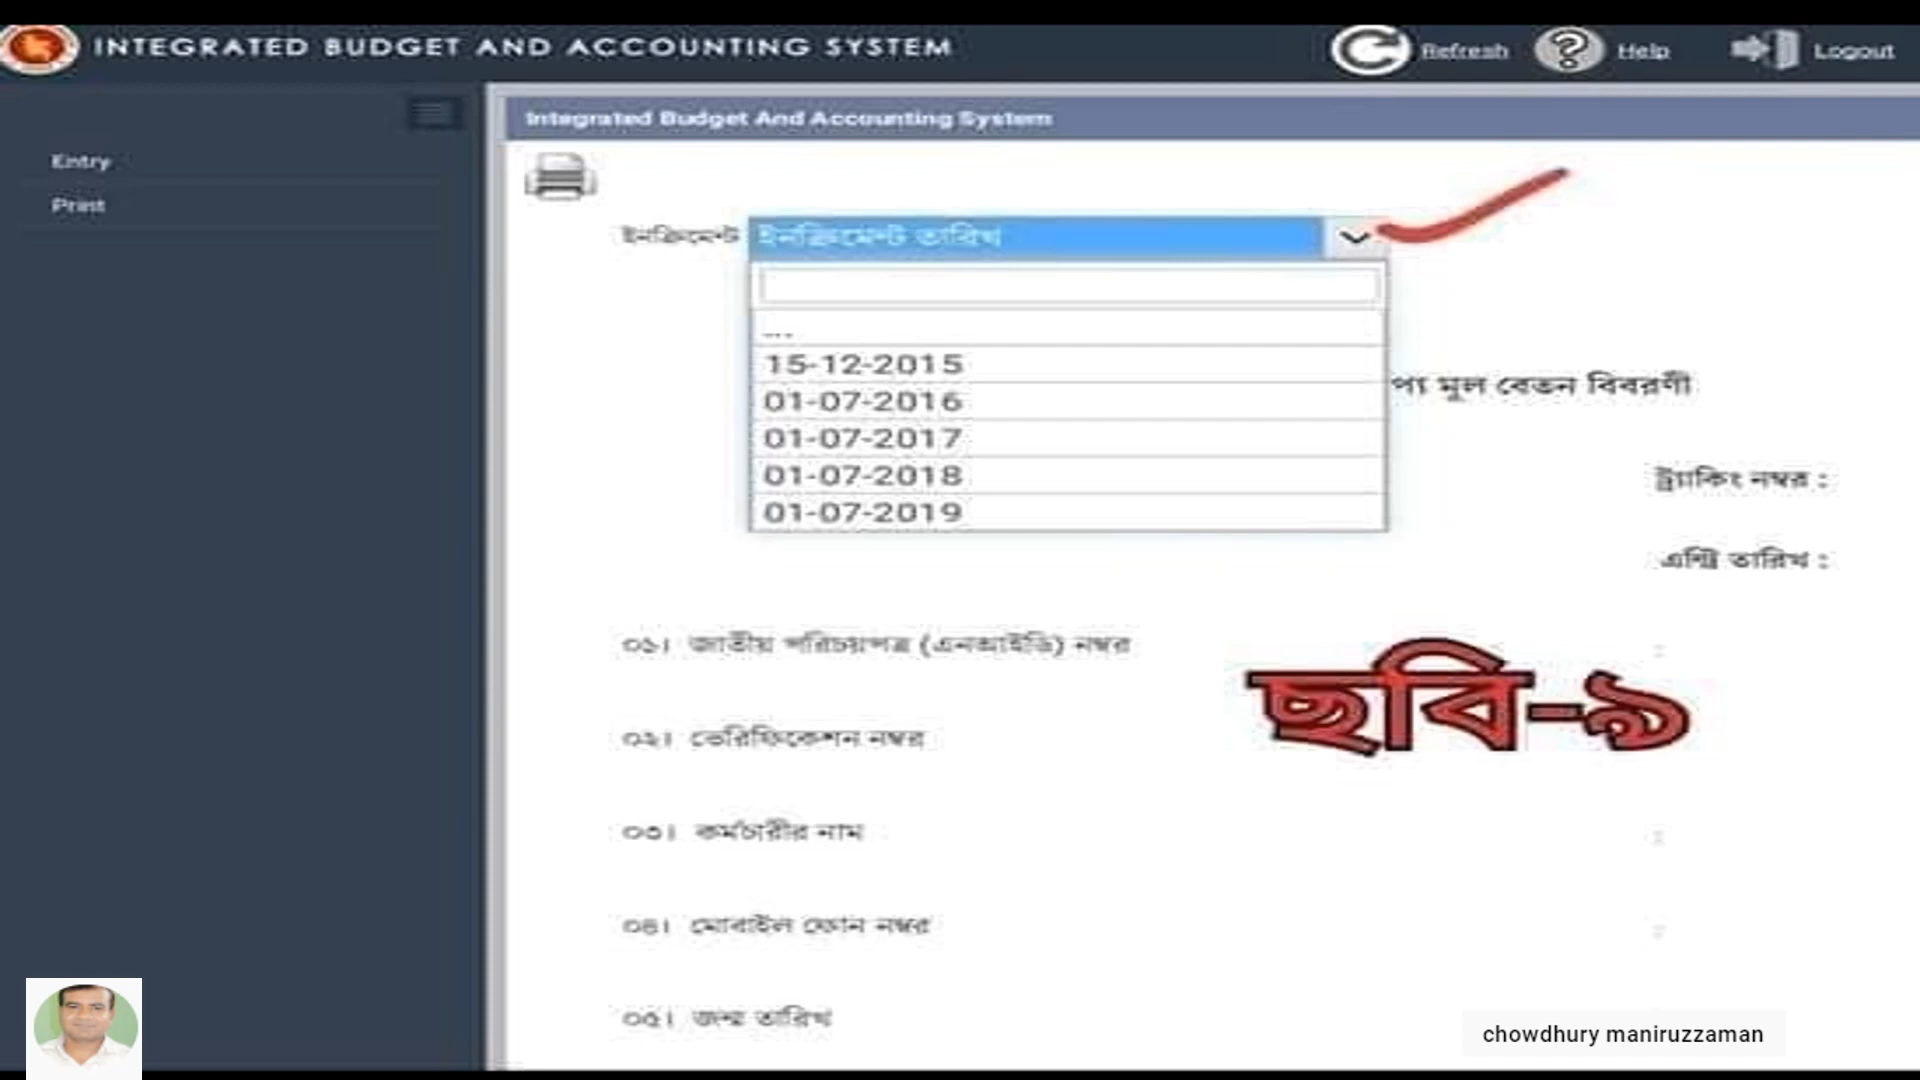 INTEGRATED BUDGET AND ACCOUNTING SYSTEM
Refresh
Help
Logout
Integrated Budget And Accounting System
Entry
Print
ইনক্রিমেন্ট
ইনক্রিমেন্ট তারিখ
...
15-12-2015
01-07-2016
01-07-2017
01-07-2018
01-07-2019
প্য মূল বেতন বিবরণী
ট্র্যাকিং নম্বর :
এন্ট্রি তারিখ :
০১। জাতীয় পরিচয়পত্র (এনআইডি) নম্বর :
০২। ভেরিফিকেশন নম্বর
ছবি-৯
০৩। কর্মচারীর নাম :
০৪। মোবাইল ফোন নম্বর :
০৫। জন্ম তারিখ
chowdhury maniruzzaman